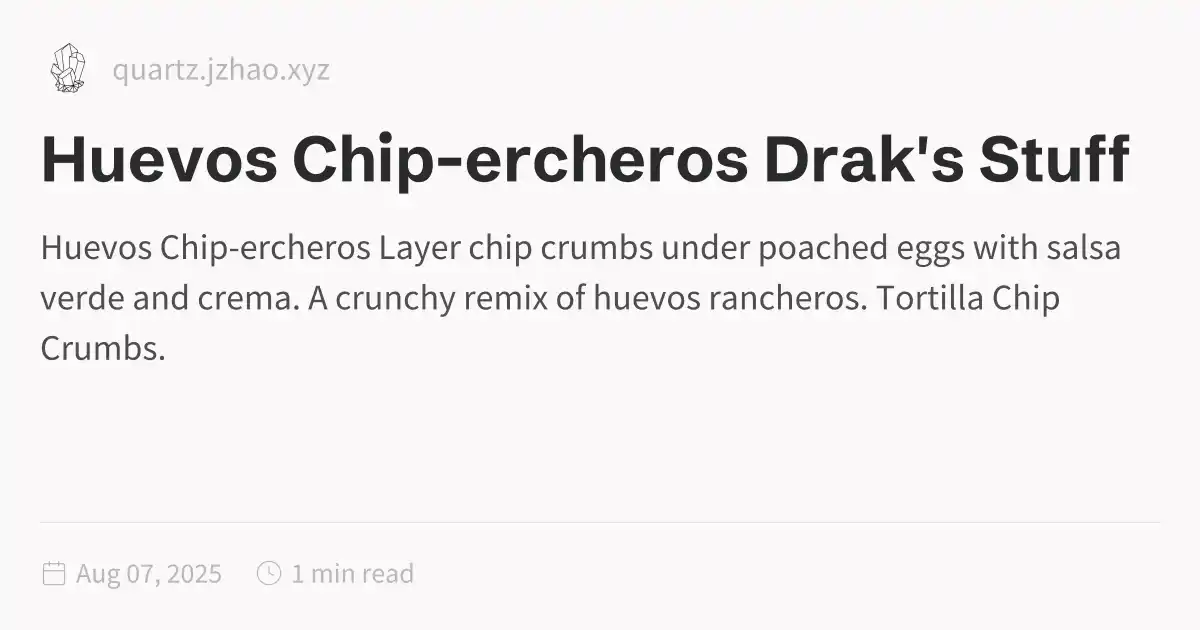 quartz.jzhao.xyz
Huevos Chip-ercheros Drak's Stuff
Huevos Chip-ercheros Layer chip crumbs under poached eggs with salsa
verde and crema. A crunchy remix of huevos rancheros. Tortilla Chip
Crumbs.
Aug 07, 2025 1 min read